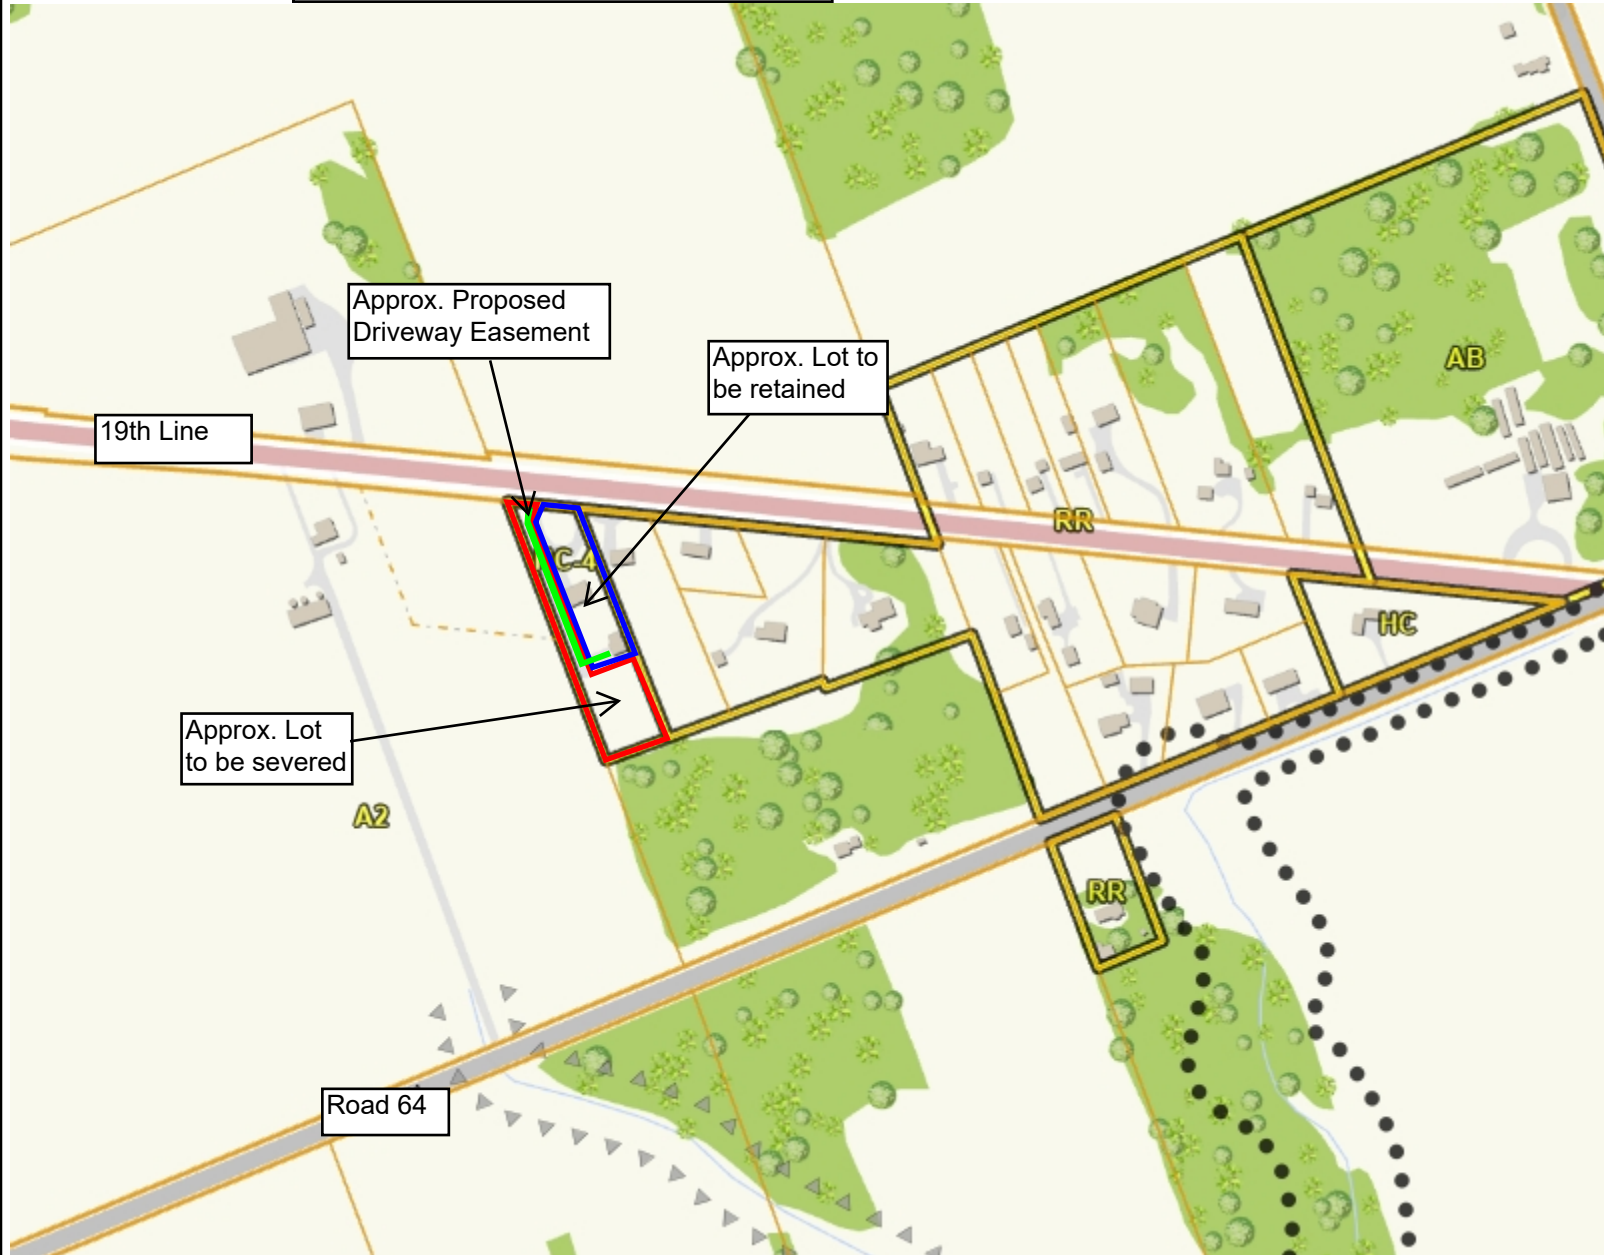 Approx. Proposed
Driveway Easement
Approx. Lot to
be retained
AB
19th Line
RR
C-4
HC
Approx. Lot
to be severed
A2
RR
Road 64